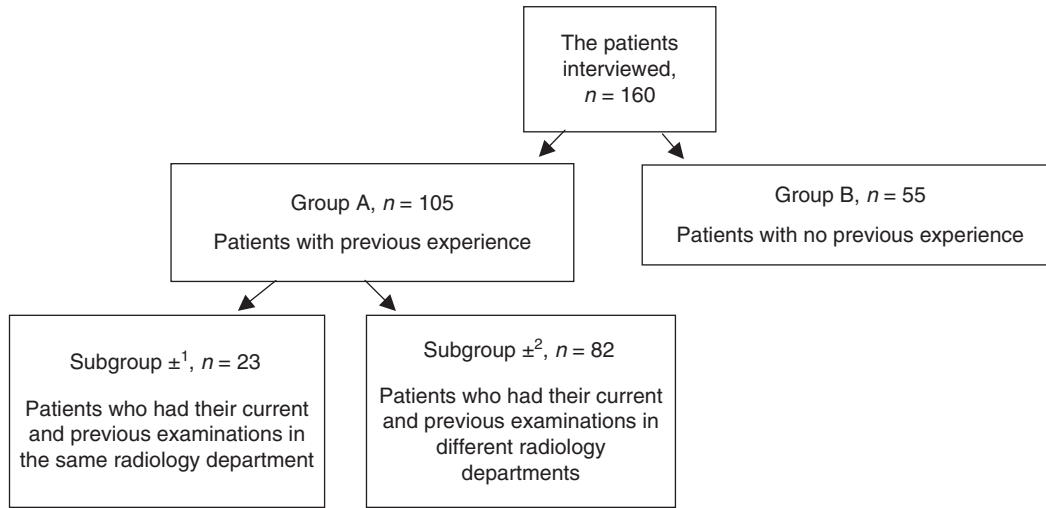 The patients
interviewed,
n = 160
Group A, n = 105
Patients with previous experience
Group B, n = 55
Patients with no previous experience
Subgroup ±¹, n = 23
Patients who had their current
and previous examinations in
the same radiology department
Subgroup ±², n = 82
Patients who had their current
and previous examinations in
different radiology
departments